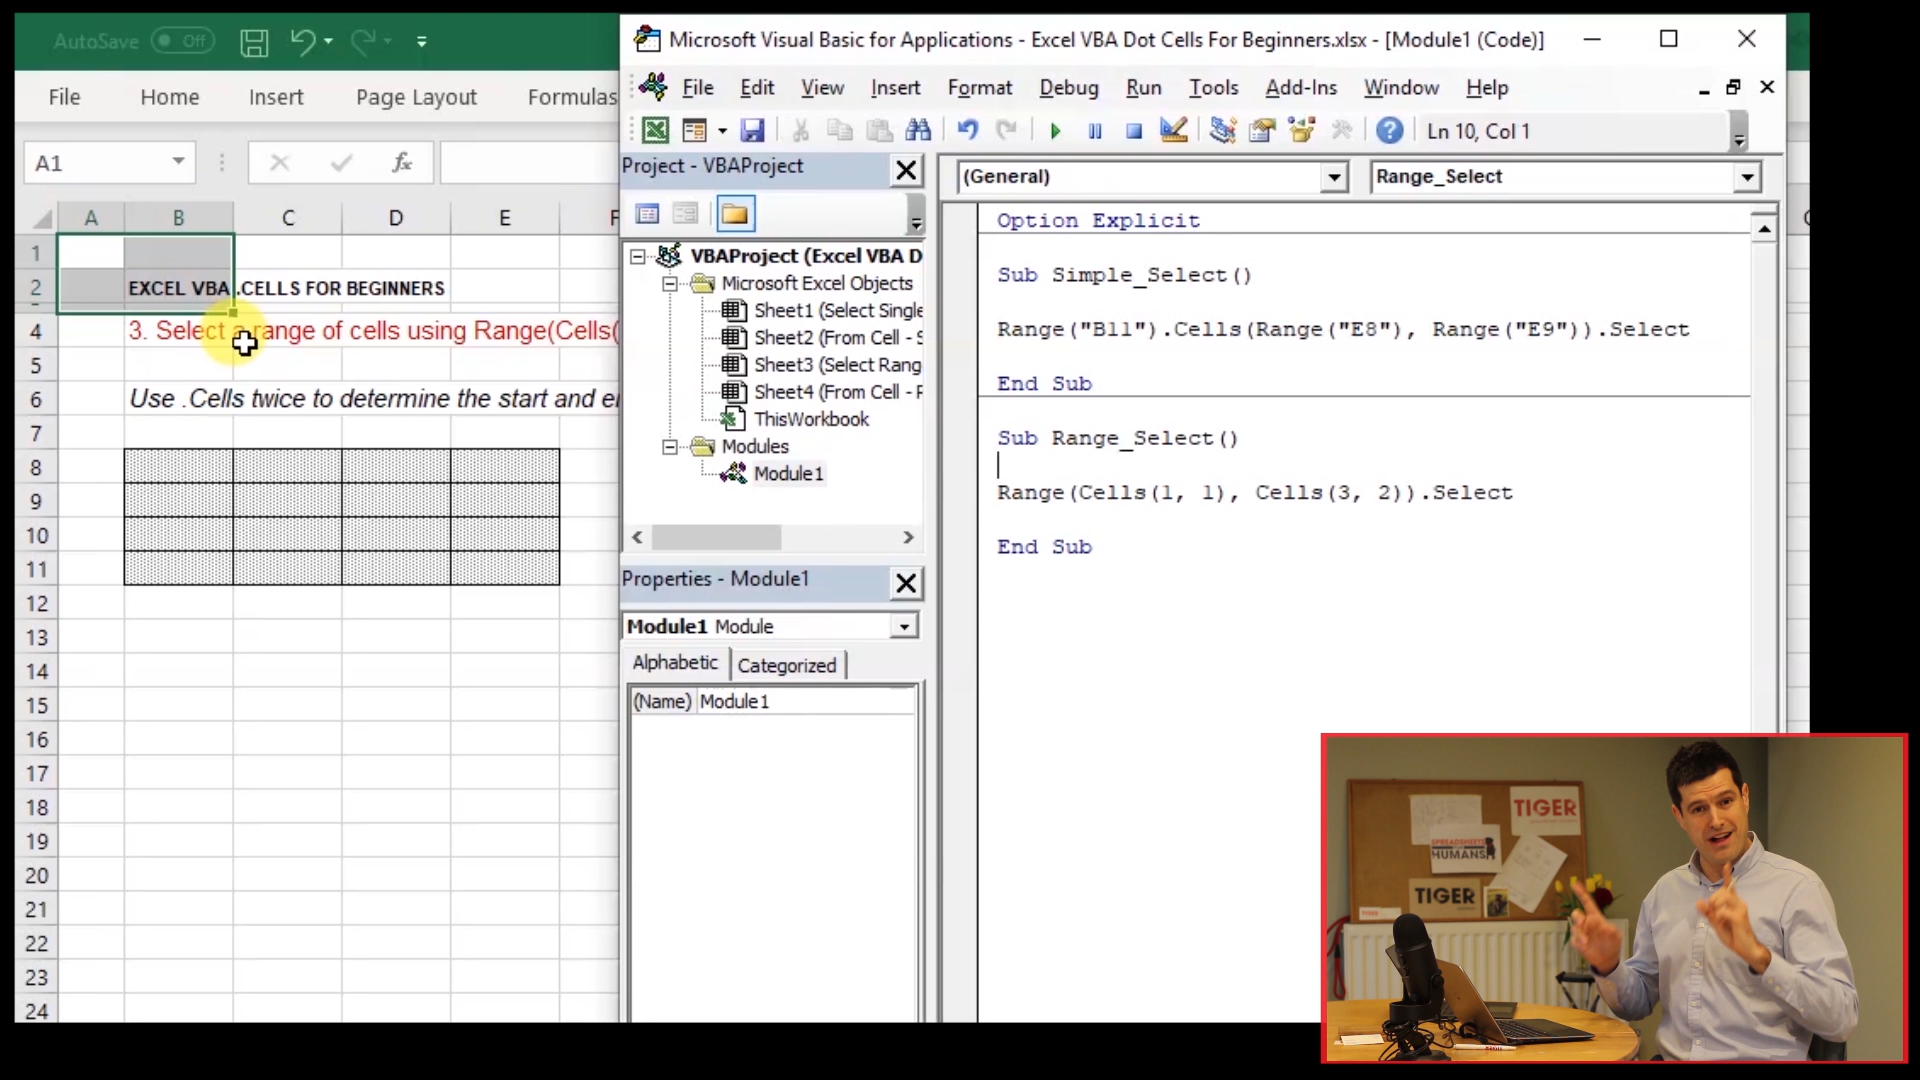 AutoSave Off
Microsoft Visual Basic for Applications - Excel VBA Dot Cells For Beginners.xlsx - [Module1 (Code)]
File Home Insert Page Layout Formulas
File Edit View Insert Format Debug Run Tools Add-Ins Window Help
Ln 10, Col 1
A1
fx
Project - VBAProject
(General)
Range_Select
A B C D E F
1
2 EXCEL VBA .CELLS FOR BEGINNERS
4 3. Select a range of cells using Range(Cells(
5
6 Use .Cells twice to determine the start and
7
8
9
10
11
12
13
14
15
16
17
18
19
20
21
22
23
24
VBAProject (Excel VBA D
Microsoft Excel Objects
Sheet1 (Select Single
Sheet2 (From Cell - S
Sheet3 (Select Rang
Sheet4 (From Cell - F
ThisWorkbook
Modules
Module1
Properties - Module1
Module1 Module
Alphabetic Categorized
(Name) Module1
Option Explicit
Sub Simple_Select()
Range("B11").Cells(Range("E8"), Range("E9")).Select
End Sub
Sub Range_Select()
Range(Cells(1, 1), Cells(3, 2)).Select
End Sub
TIGER
SPREADSHEETS
HUMANS
TIGER